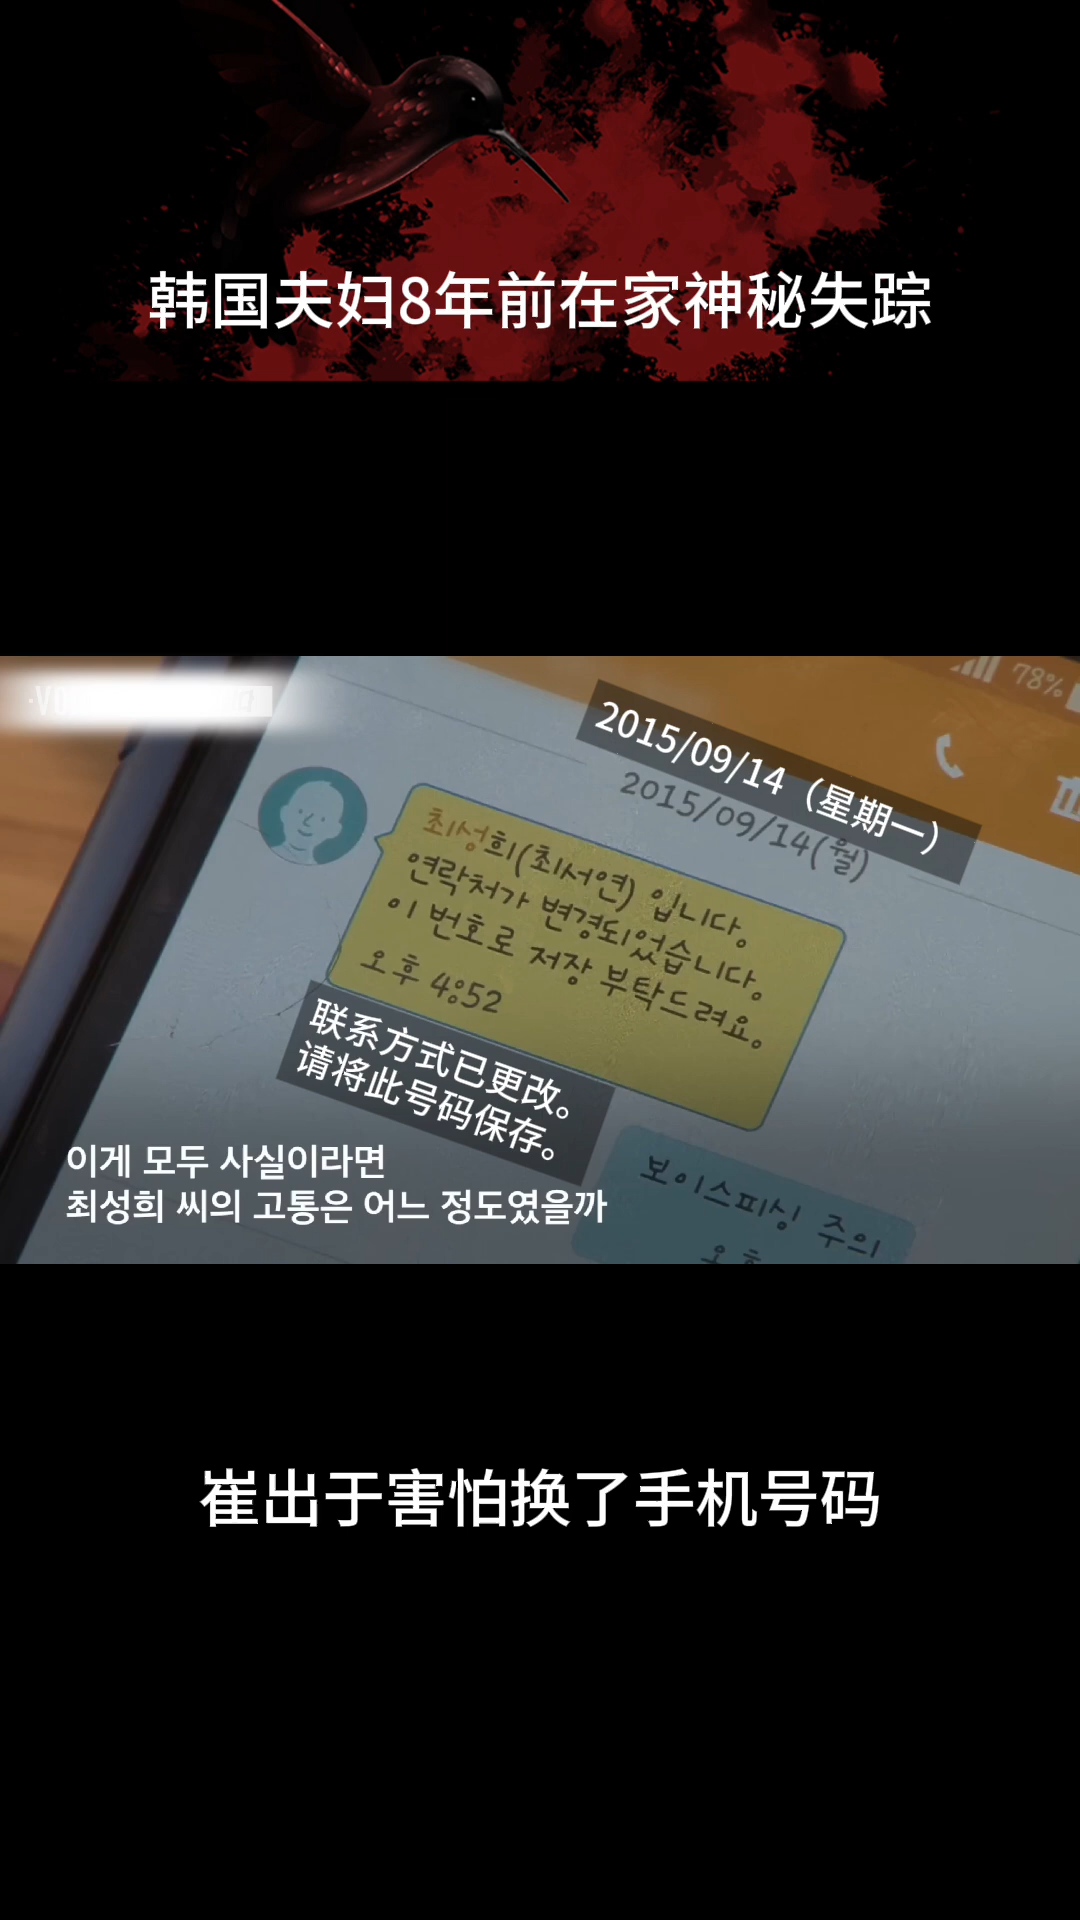 韩国夫妇8年前在家神秘失踪
78%
2015/09/14（星期一）
2015/09/14(월)
최성희(최서연) 입니다.
연락처가 변경되었습니다.
이 번호로 저장 부탁드려요.
오후 4:52
联系方式已更改。
请将此号码保存。
보이스피싱 주의
오후
이게 모두 사실이라면
최성희 씨의 고통은 어느 정도였을까
崔出于害怕换了手机号码